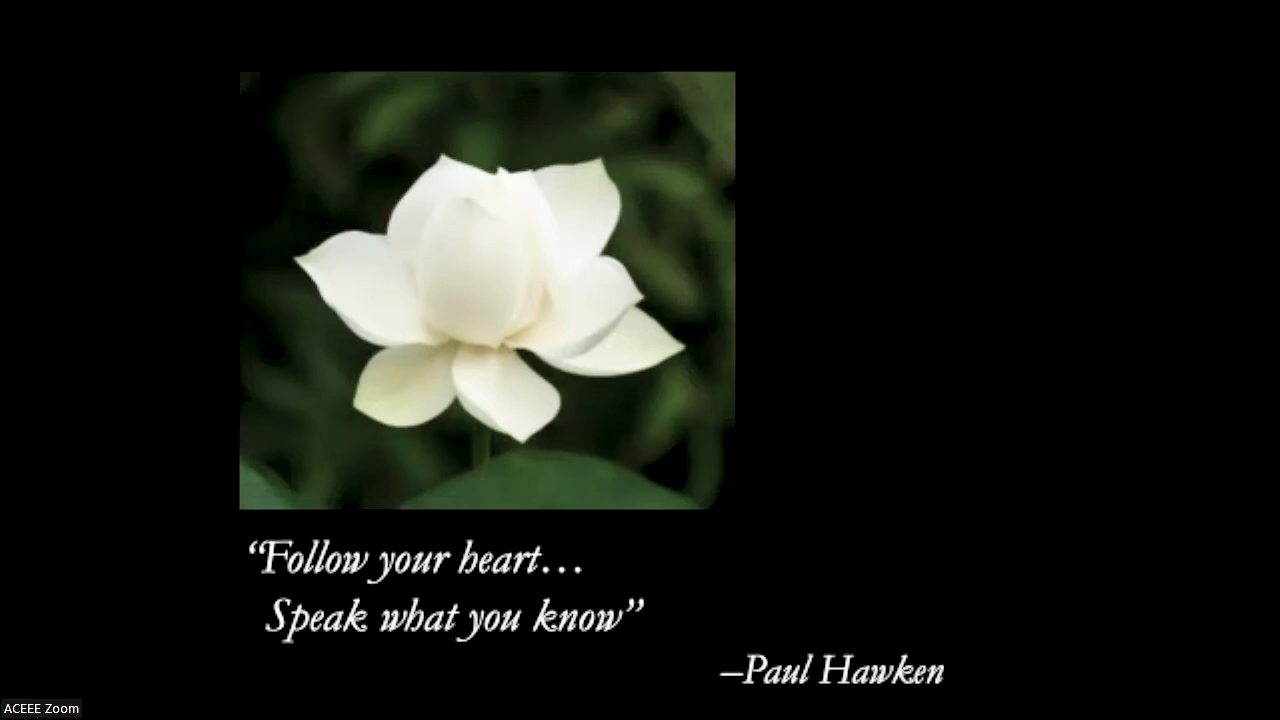 “Follow your heart…
Speak what you know”
–Paul Hawken
ACEEE Zoom